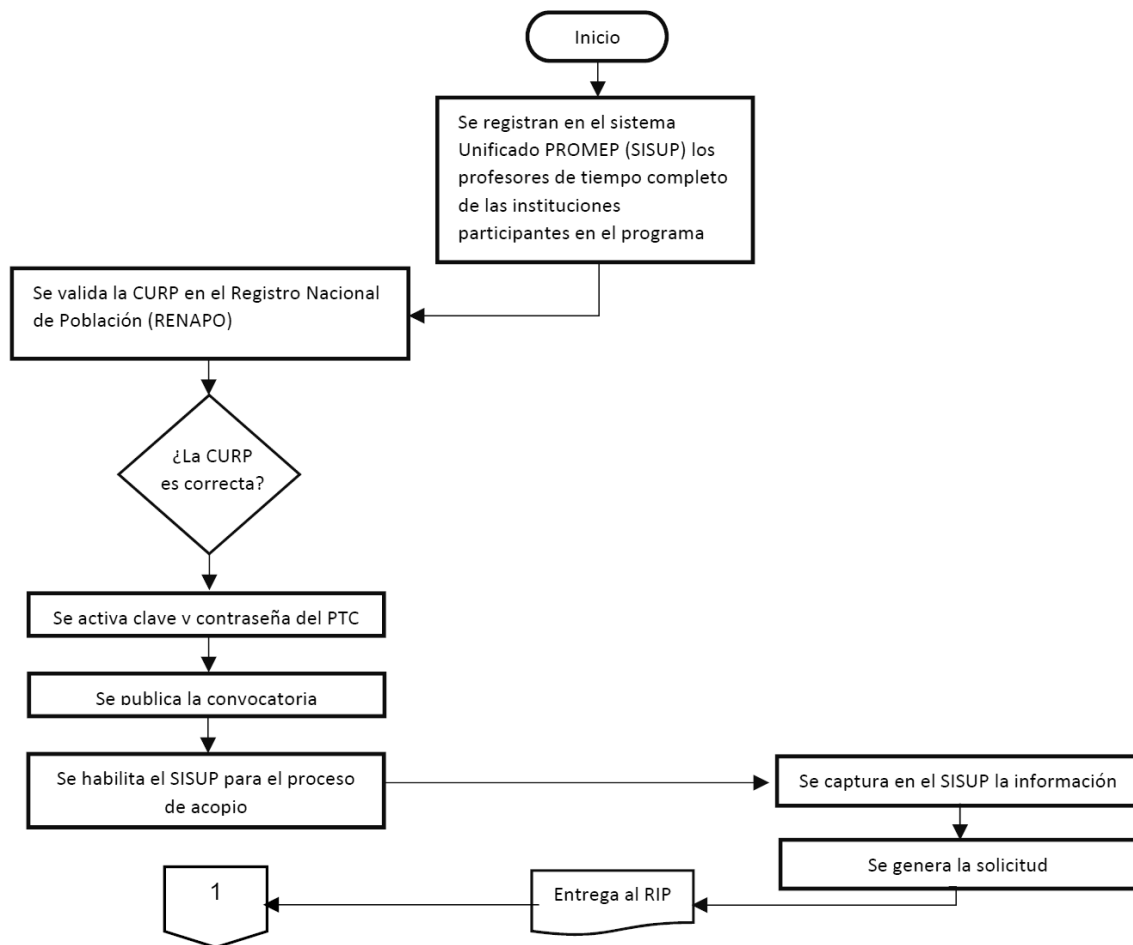 Inicio
Se registran en el sistema
Unificado PROMEP (SISUP) los
profesores de tiempo completo
de las instituciones
participantes en el programa
Se valida la CURP en el Registro Nacional
de Población (RENAPO)
¿La CURP
es correcta?
Se activa clave y contraseña del PTC
Se publica la convocatoria
Se habilita el SISUP para el proceso
de acopio
Se captura en el SISUP la información
Se genera la solicitud
Entrega al RIP
1